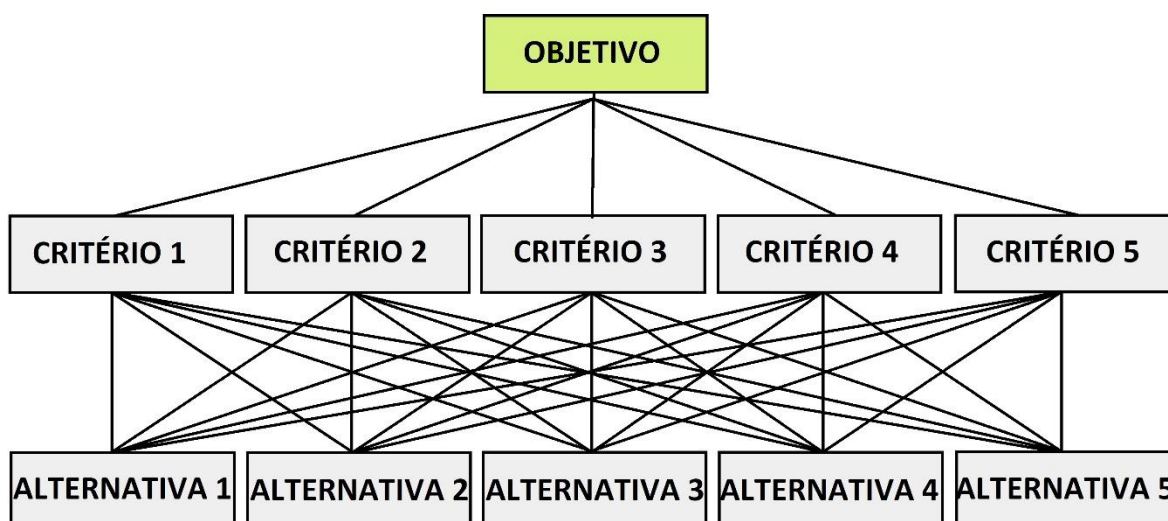 OBJETIVO
CRITÉRIO 1
CRITÉRIO 2
CRITÉRIO 3
CRITÉRIO 4
CRITÉRIO 5
ALTERNATIVA 1
ALTERNATIVA 2
ALTERNATIVA 3
ALTERNATIVA 4
ALTERNATIVA 5